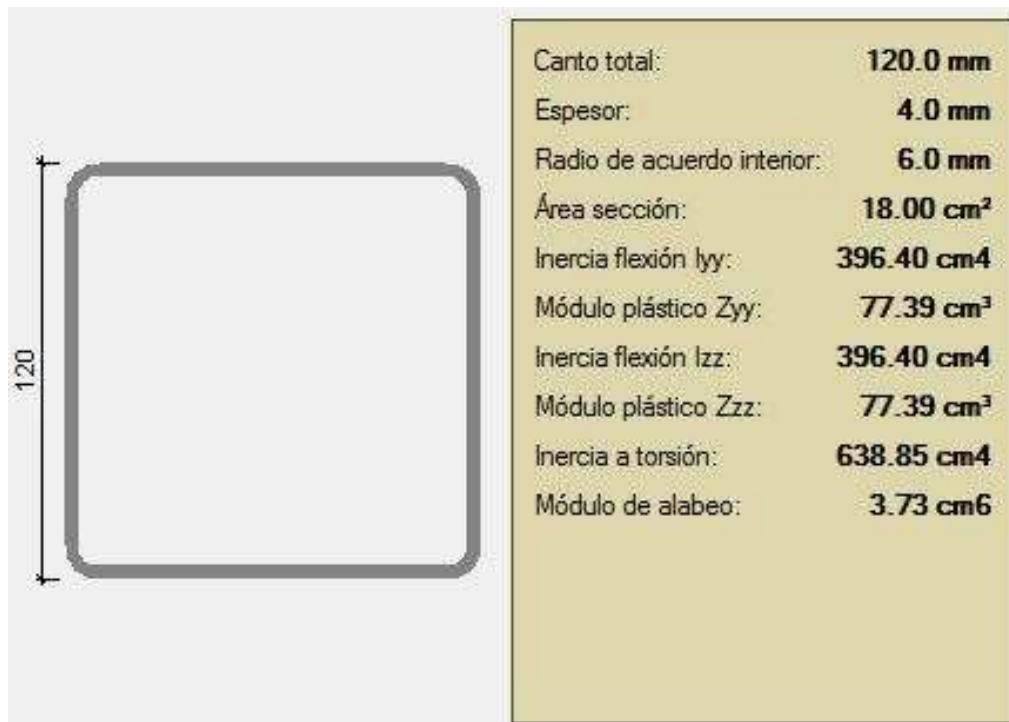 120
Canto total: 120.0 mm
Espesor: 4.0 mm
Radio de acuerdo interior: 6.0 mm
Área sección: 18.00 cm²
Inercia flexión Iyy: 396.40 cm4
Módulo plástico Zyy: 77.39 cm³
Inercia flexión Izz: 396.40 cm4
Módulo plástico Zzz: 77.39 cm³
Inercia a torsión: 638.85 cm4
Módulo de alabeo: 3.73 cm6